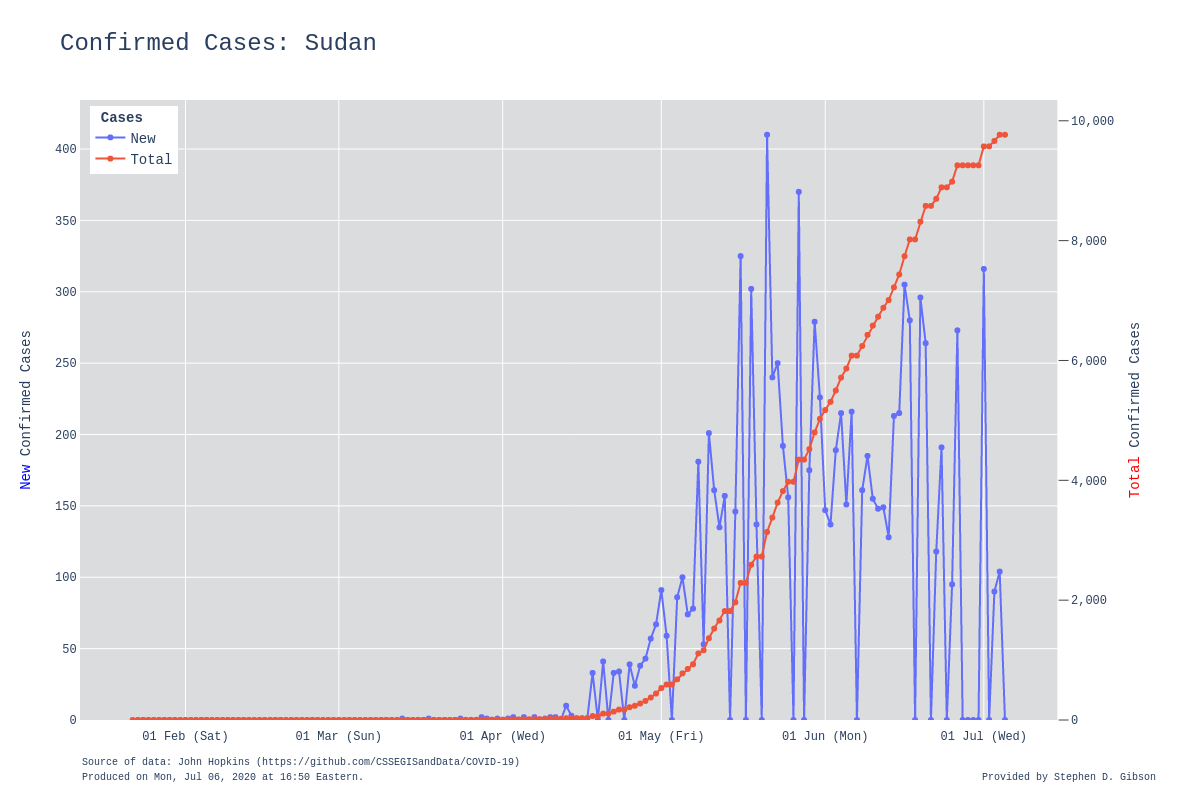 Confirmed Cases: Sudan
Cases
New
Total
400
350
300
250
200
150
100
50
0
10,000
8,000
6,000
4,000
2,000
0
New Confirmed Cases
Total Confirmed Cases
01 Feb (Sat) 01 Mar (Sun) 01 Apr (Wed) 01 May (Fri) 01 Jun (Mon) 01 Jul (Wed)
Source of data: John Hopkins (https://github.com/CSSEGISandData/COVID-19)
Produced on Mon, Jul 06, 2020 at 16:50 Eastern.
Provided by Stephen D. Gibson